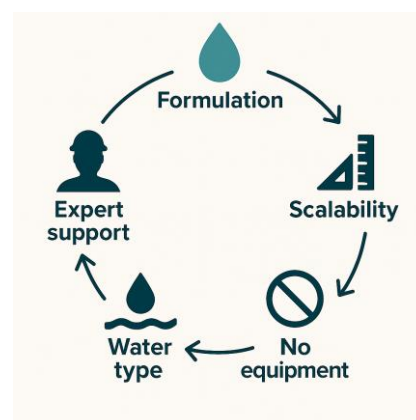 Formulation
Scalability
No
equipment
Water
type
Expert
support